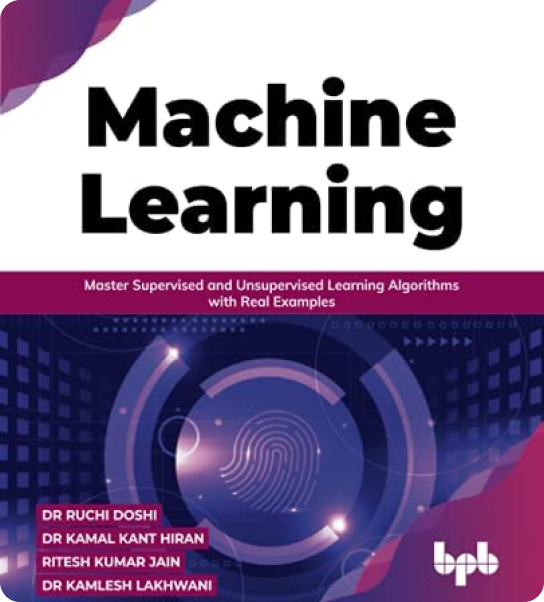 Machine
Learning
Master Supervised and Unsupervised Learning Algorithms
with Real Examples
DR RUCHI DOSHI
DR KAMAL KANT HIRAN
RITESH KUMAR JAIN
DR KAMLESH LAKHWANI
bpb